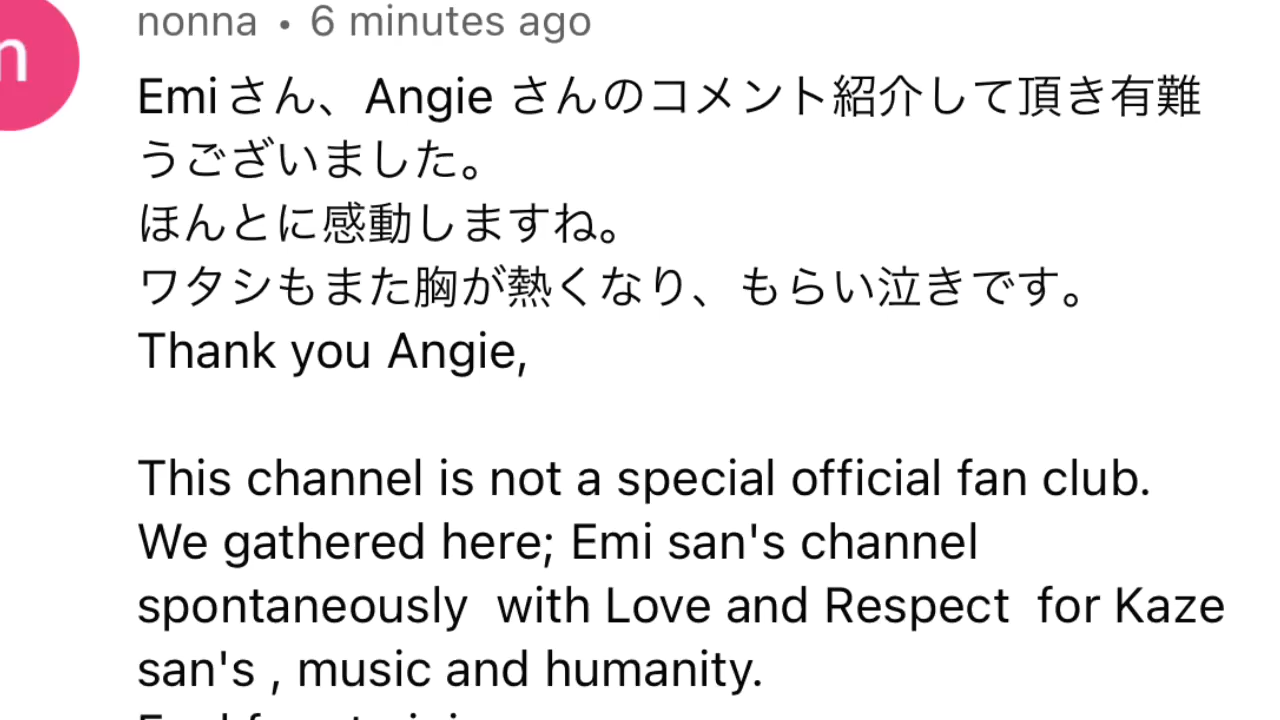 n
nonna • 6 minutes ago
Emiさん、Angie さんのコメント紹介して頂き有難
うございました。
ほんとに感動しますね。
ワタシもまた胸が熱くなり、もらい泣きです。
Thank you Angie,
This channel is not a special official fan club.
We gathered here; Emi san's channel
spontaneously  with Love and Respect  for Kaze
san's , music and humanity.